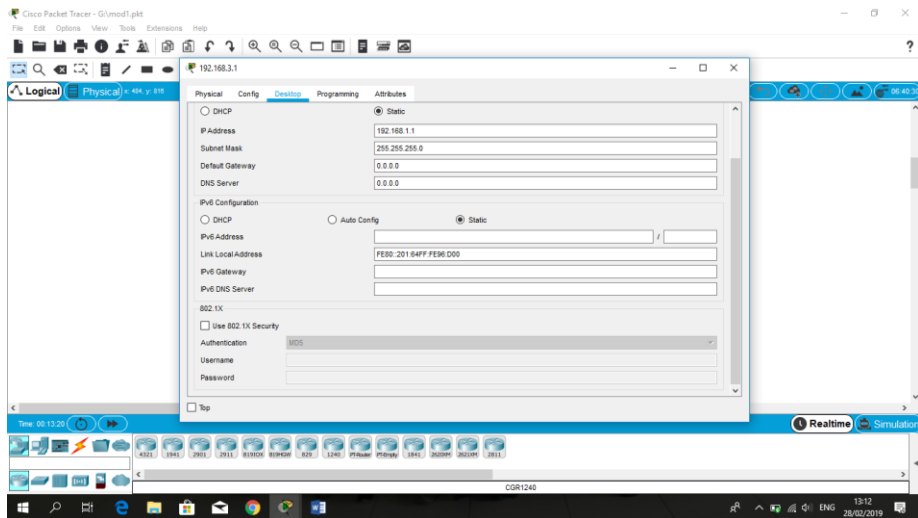 Cisco Packet Tracer - G:\mod1.pkt
File Edit Options View Tools Extensions Help
?
192.168.3.1
Logical Physical x: 484, y: 819 06:40:30
Physical Config Desktop Programming Attributes
DHCP Static
IP Address 192.168.1.1
Subnet Mask 255.255.255.0
Default Gateway 0.0.0.0
DNS Server 0.0.0.0
IPv6 Configuration
DHCP Auto Config Static
IPv6 Address /
Link Local Address FE80::201:64FF:FE96:D00
IPv6 Gateway
IPv6 DNS Server
802.1X
Use 802.1X Security
Authentication MD5
Username
Password
Top
Time: 00:13:20 Realtime Simulation
4321 1941 2901 2911 819IOX 819HGW 829 1240 PT-Router PT-Empty 1841 2620XM 2621XM 2811
CGR1240
ENG 13:12
28/02/2019